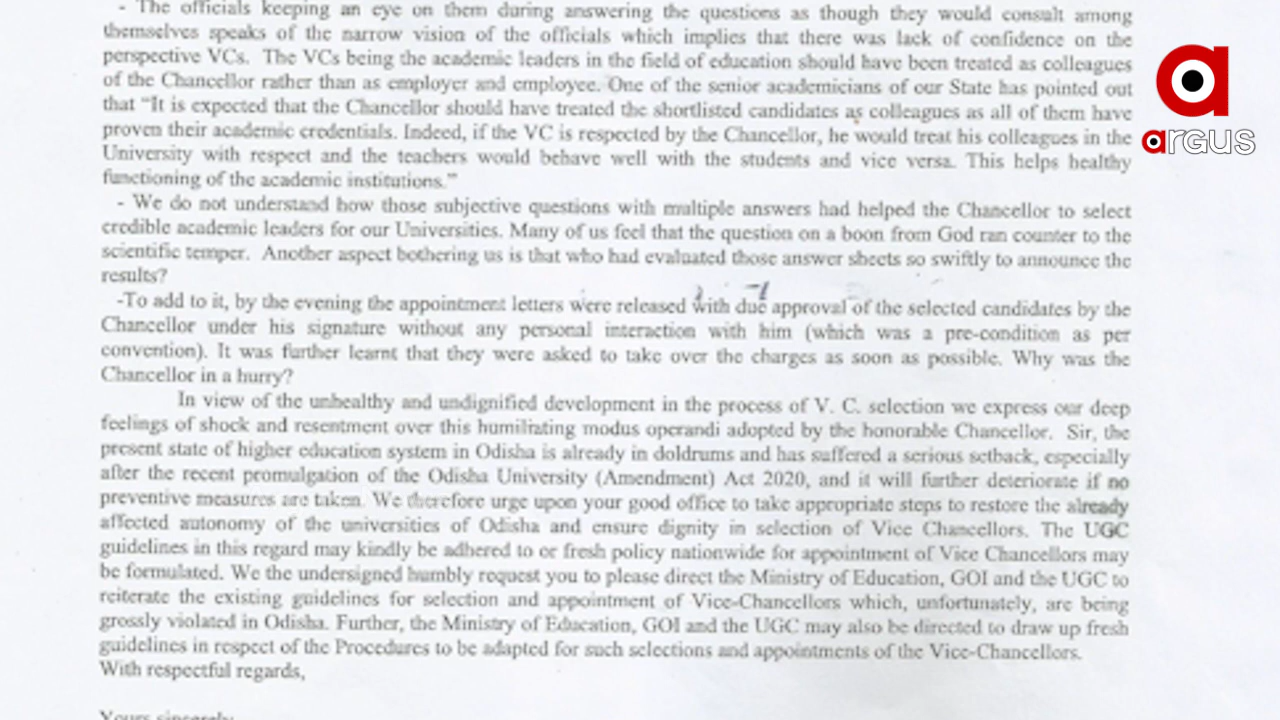 - The officials keeping an eye on them during answering the questions as though they would consult among
themselves speaks of the narrow vision of the officials which implies that there was lack of confidence on the
perspective VCs. The VCs being the academic leaders in the field of education should have been treated as colleagues
of the Chancellor rather than as employer and employee. One of the senior academicians of our State has pointed out
that “It is expected that the Chancellor should have treated the shortlisted candidates as colleagues as all of them have
proven their academic credentials. Indeed, if the VC is respected by the Chancellor, he would treat his colleagues in the
University with respect and the teachers would behave well with the students and vice versa. This helps healthy
functioning of the academic institutions.”
- We do not understand how those subjective questions with multiple answers had helped the Chancellor to select
credible academic leaders for our Universities. Many of us feel that the question on a boon from God ran counter to the
scientific temper. Another aspect bothering us is that who had evaluated those answer sheets so swiftly to announce the
results?
-To add to it, by the evening the appointment letters were released with due approval of the selected candidates by the
Chancellor under his signature without any personal interaction with him (which was a pre-condition as per
convention). It was further learnt that they were asked to take over the charges as soon as possible. Why was the
Chancellor in a hurry?
In view of the unhealthy and undignified development in the process of V. C. selection we express our deep
feelings of shock and resentment over this humiliating modus operandi adopted by the honorable Chancellor. Sir, the
present state of higher education system in Odisha is already in doldrums and has suffered a serious setback, especially
after the recent promulgation of the Odisha University (Amendment) Act 2020, and it will further deteriorate if no
preventive measures are taken. We therefore urge upon your good office to take appropriate steps to restore the already
affected autonomy of the universities of Odisha and ensure dignity in selection of Vice Chancellors. The UGC
guidelines in this regard may kindly be adhered to or fresh policy nationwide for appointment of Vice Chancellors may
be formulated. We the undersigned humbly request you to please direct the Ministry of Education, GOI and the UGC to
reiterate the existing guidelines for selection and appointment of Vice-Chancellors which, unfortunately, are being
grossly violated in Odisha. Further, the Ministry of Education, GOI and the UGC may also be directed to draw up fresh
guidelines in respect of the Procedures to be adapted for such selections and appointments of the Vice-Chancellors.
With respectful regards,
Yours sincerely
argus